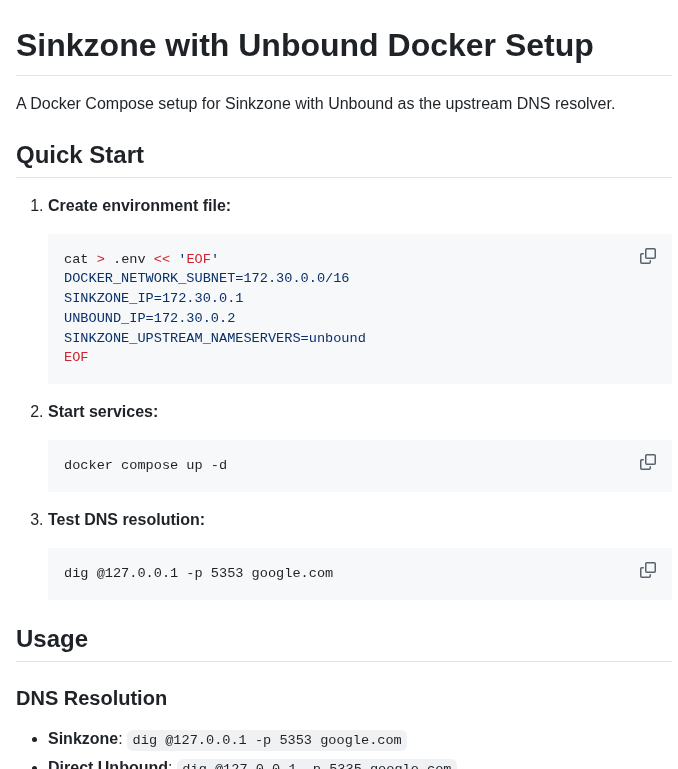 Sinkzone with Unbound Docker Setup
A Docker Compose setup for Sinkzone with Unbound as the upstream DNS resolver.
Quick Start
1. Create environment file:
cat > .env << 'EOF'
DOCKER_NETWORK_SUBNET=172.30.0.0/16
SINKZONE_IP=172.30.0.1
UNBOUND_IP=172.30.0.2
SINKZONE_UPSTREAM_NAMESERVERS=unbound
EOF
2. Start services:
docker compose up -d
3. Test DNS resolution:
dig @127.0.0.1 -p 5353 google.com
Usage
DNS Resolution
• Sinkzone: dig @127.0.0.1 -p 5353 google.com
• Direct Unbound: dig @127.0.0.1 -p 5335 google.com